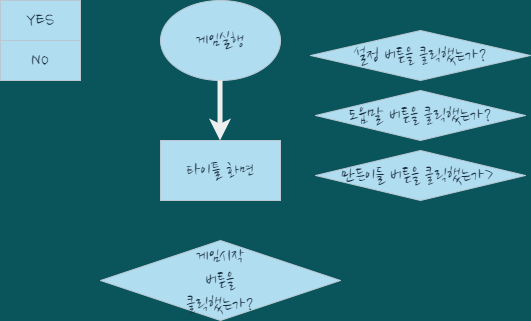 YES
NO
게임실행
타이틀 화면
설정 버튼을 클릭했는가?
도움말 버튼을 클릭했는가?
만든이들 버튼을 클릭했는가>
게임시작
버튼을
클릭했는가?